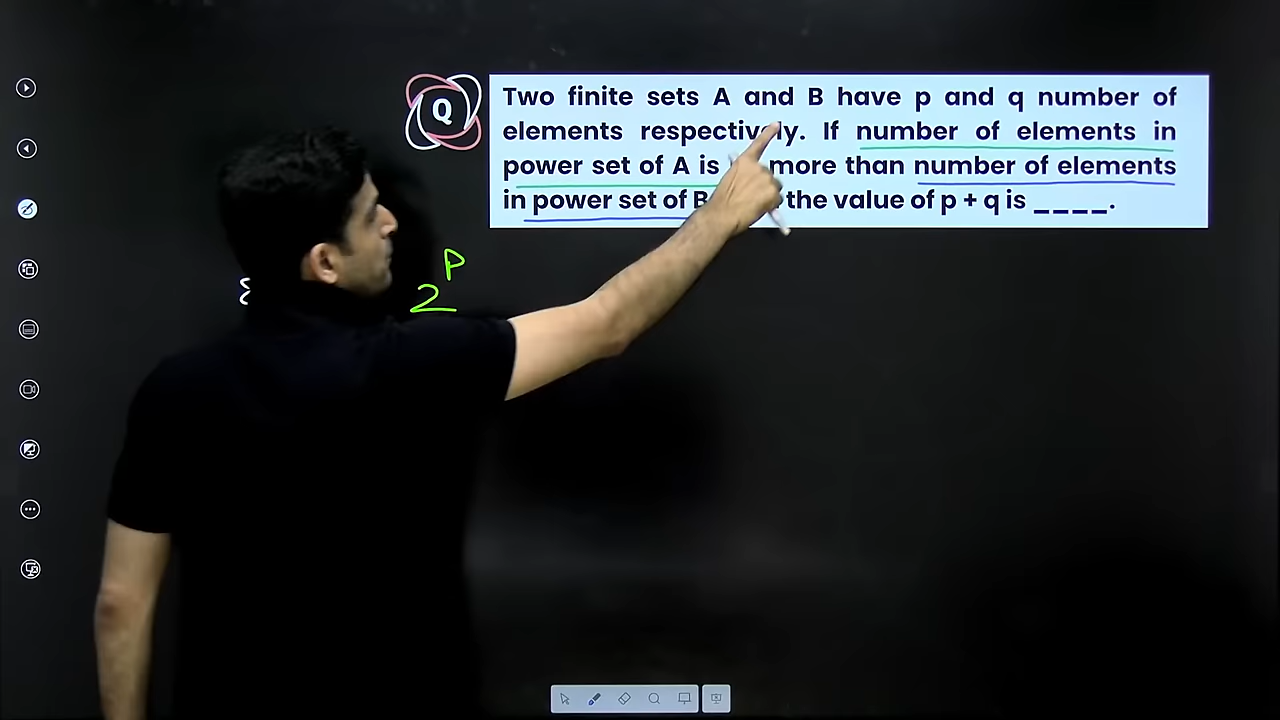 Q
Two finite sets A and B have p and q number of
elements respectively. If number of elements in
power set of A is more than number of elements
in power set of B the value of p + q is ____.
2^P